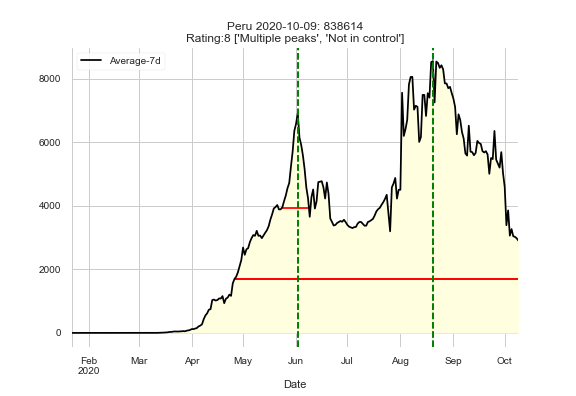 Peru 2020-10-09: 838614
Rating:8 ['Multiple peaks', 'Not in control']
Average-7d
8000
6000
4000
2000
0
Feb Mar Apr May Jun Jul Aug Sep Oct
2020
Date